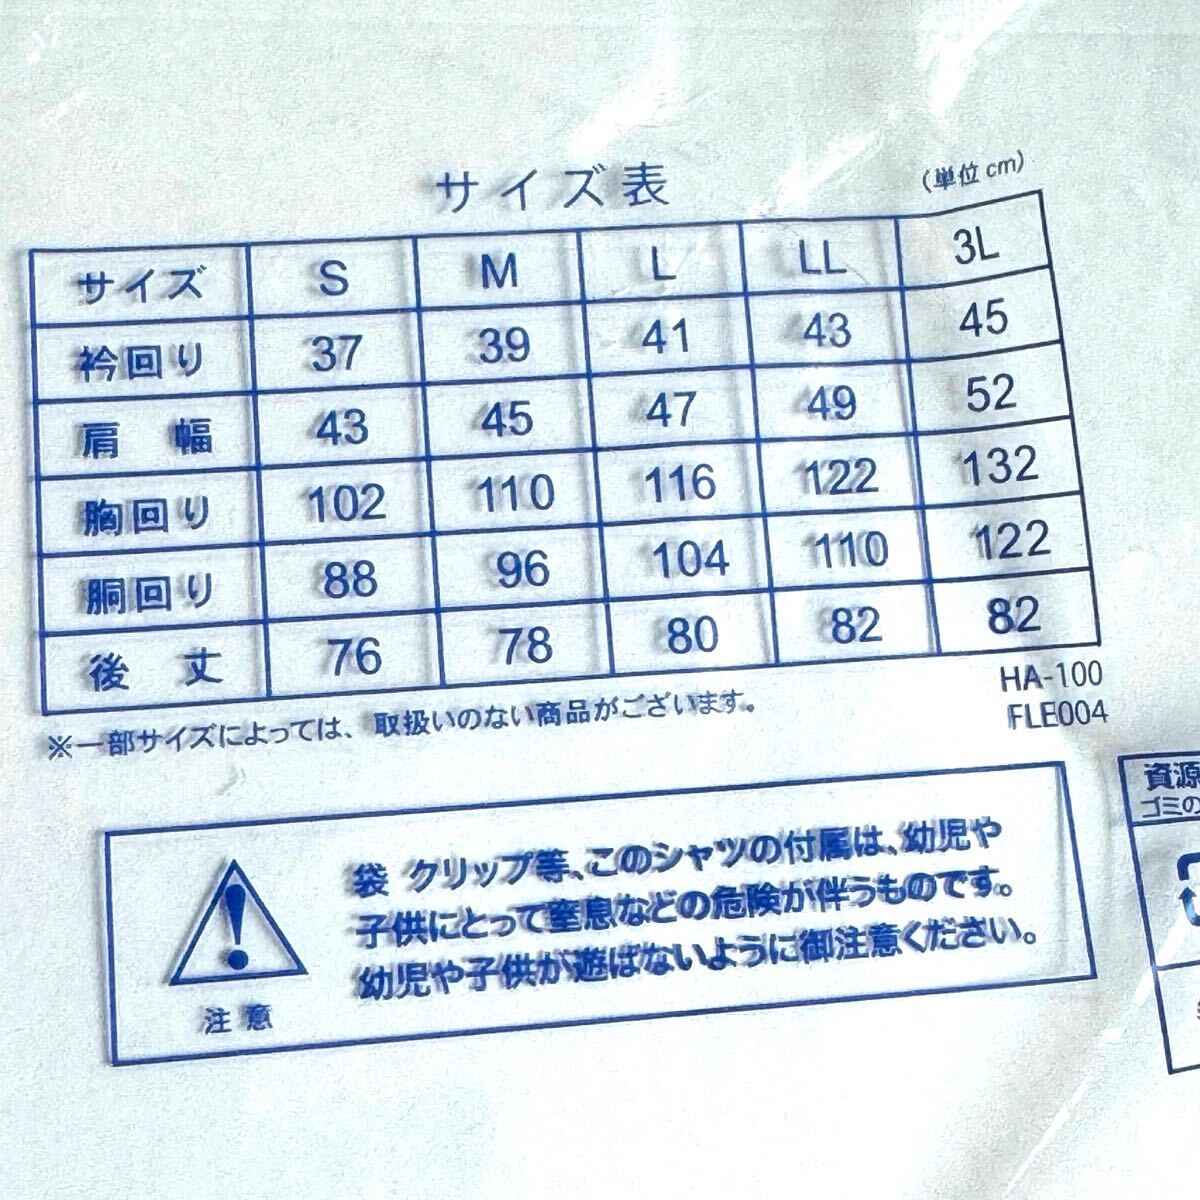 サイズ表
(単位 cm)
サイズ S M L LL 3L
衿回り 37 39 41 43 45
肩幅 43 45 47 49 52
胸回り 102 110 116 122 132
胴回り 88 96 104 110 122
後丈 76 78 80 82 82
※一部サイズによっては、取扱いのない商品がございます。
HA-100
FLE004
注意
袋 クリップ等、このシャツの付属は、幼児や
子供にとって窒息などの危険が伴うものです。
幼児や子供が遊ばないように御注意ください。
資源
ゴミの